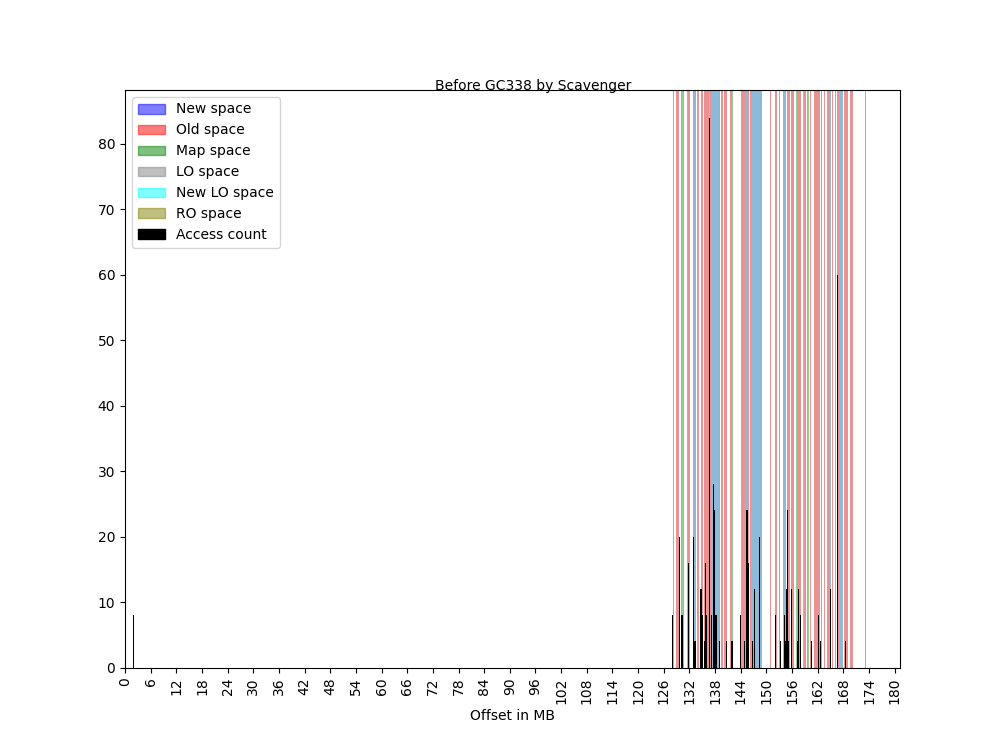 Before GC338 by Scavenger
New space
Old space
Map space
LO space
New LO space
RO space
Access count
80
70
60
50
40
30
20
10
0
0 6 12 18 24 30 36 42 48 54 60 66 72 78 84 90 96 102 108 114 120 126 132 138 144 150 156 162 168 174 180
Offset in MB